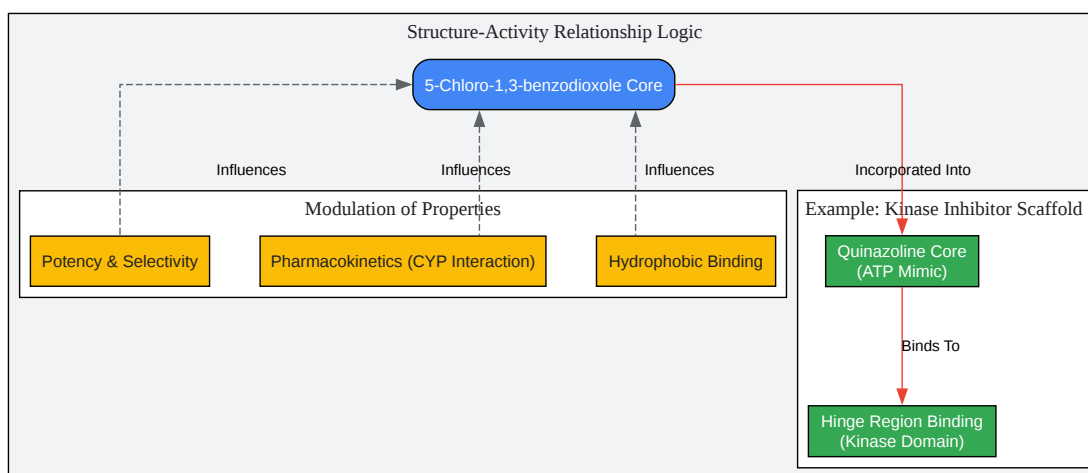 Structure-Activity Relationship Logic
5-Chloro-1,3-benzodioxole Core
Influences
Influences
Influences
Incorporated Into
Modulation of Properties
Example: Kinase Inhibitor Scaffold
Potency & Selectivity
Pharmacokinetics (CYP Interaction)
Hydrophobic Binding
Quinazoline Core
(ATP Mimic)
Binds To
Hinge Region Binding
(Kinase Domain)